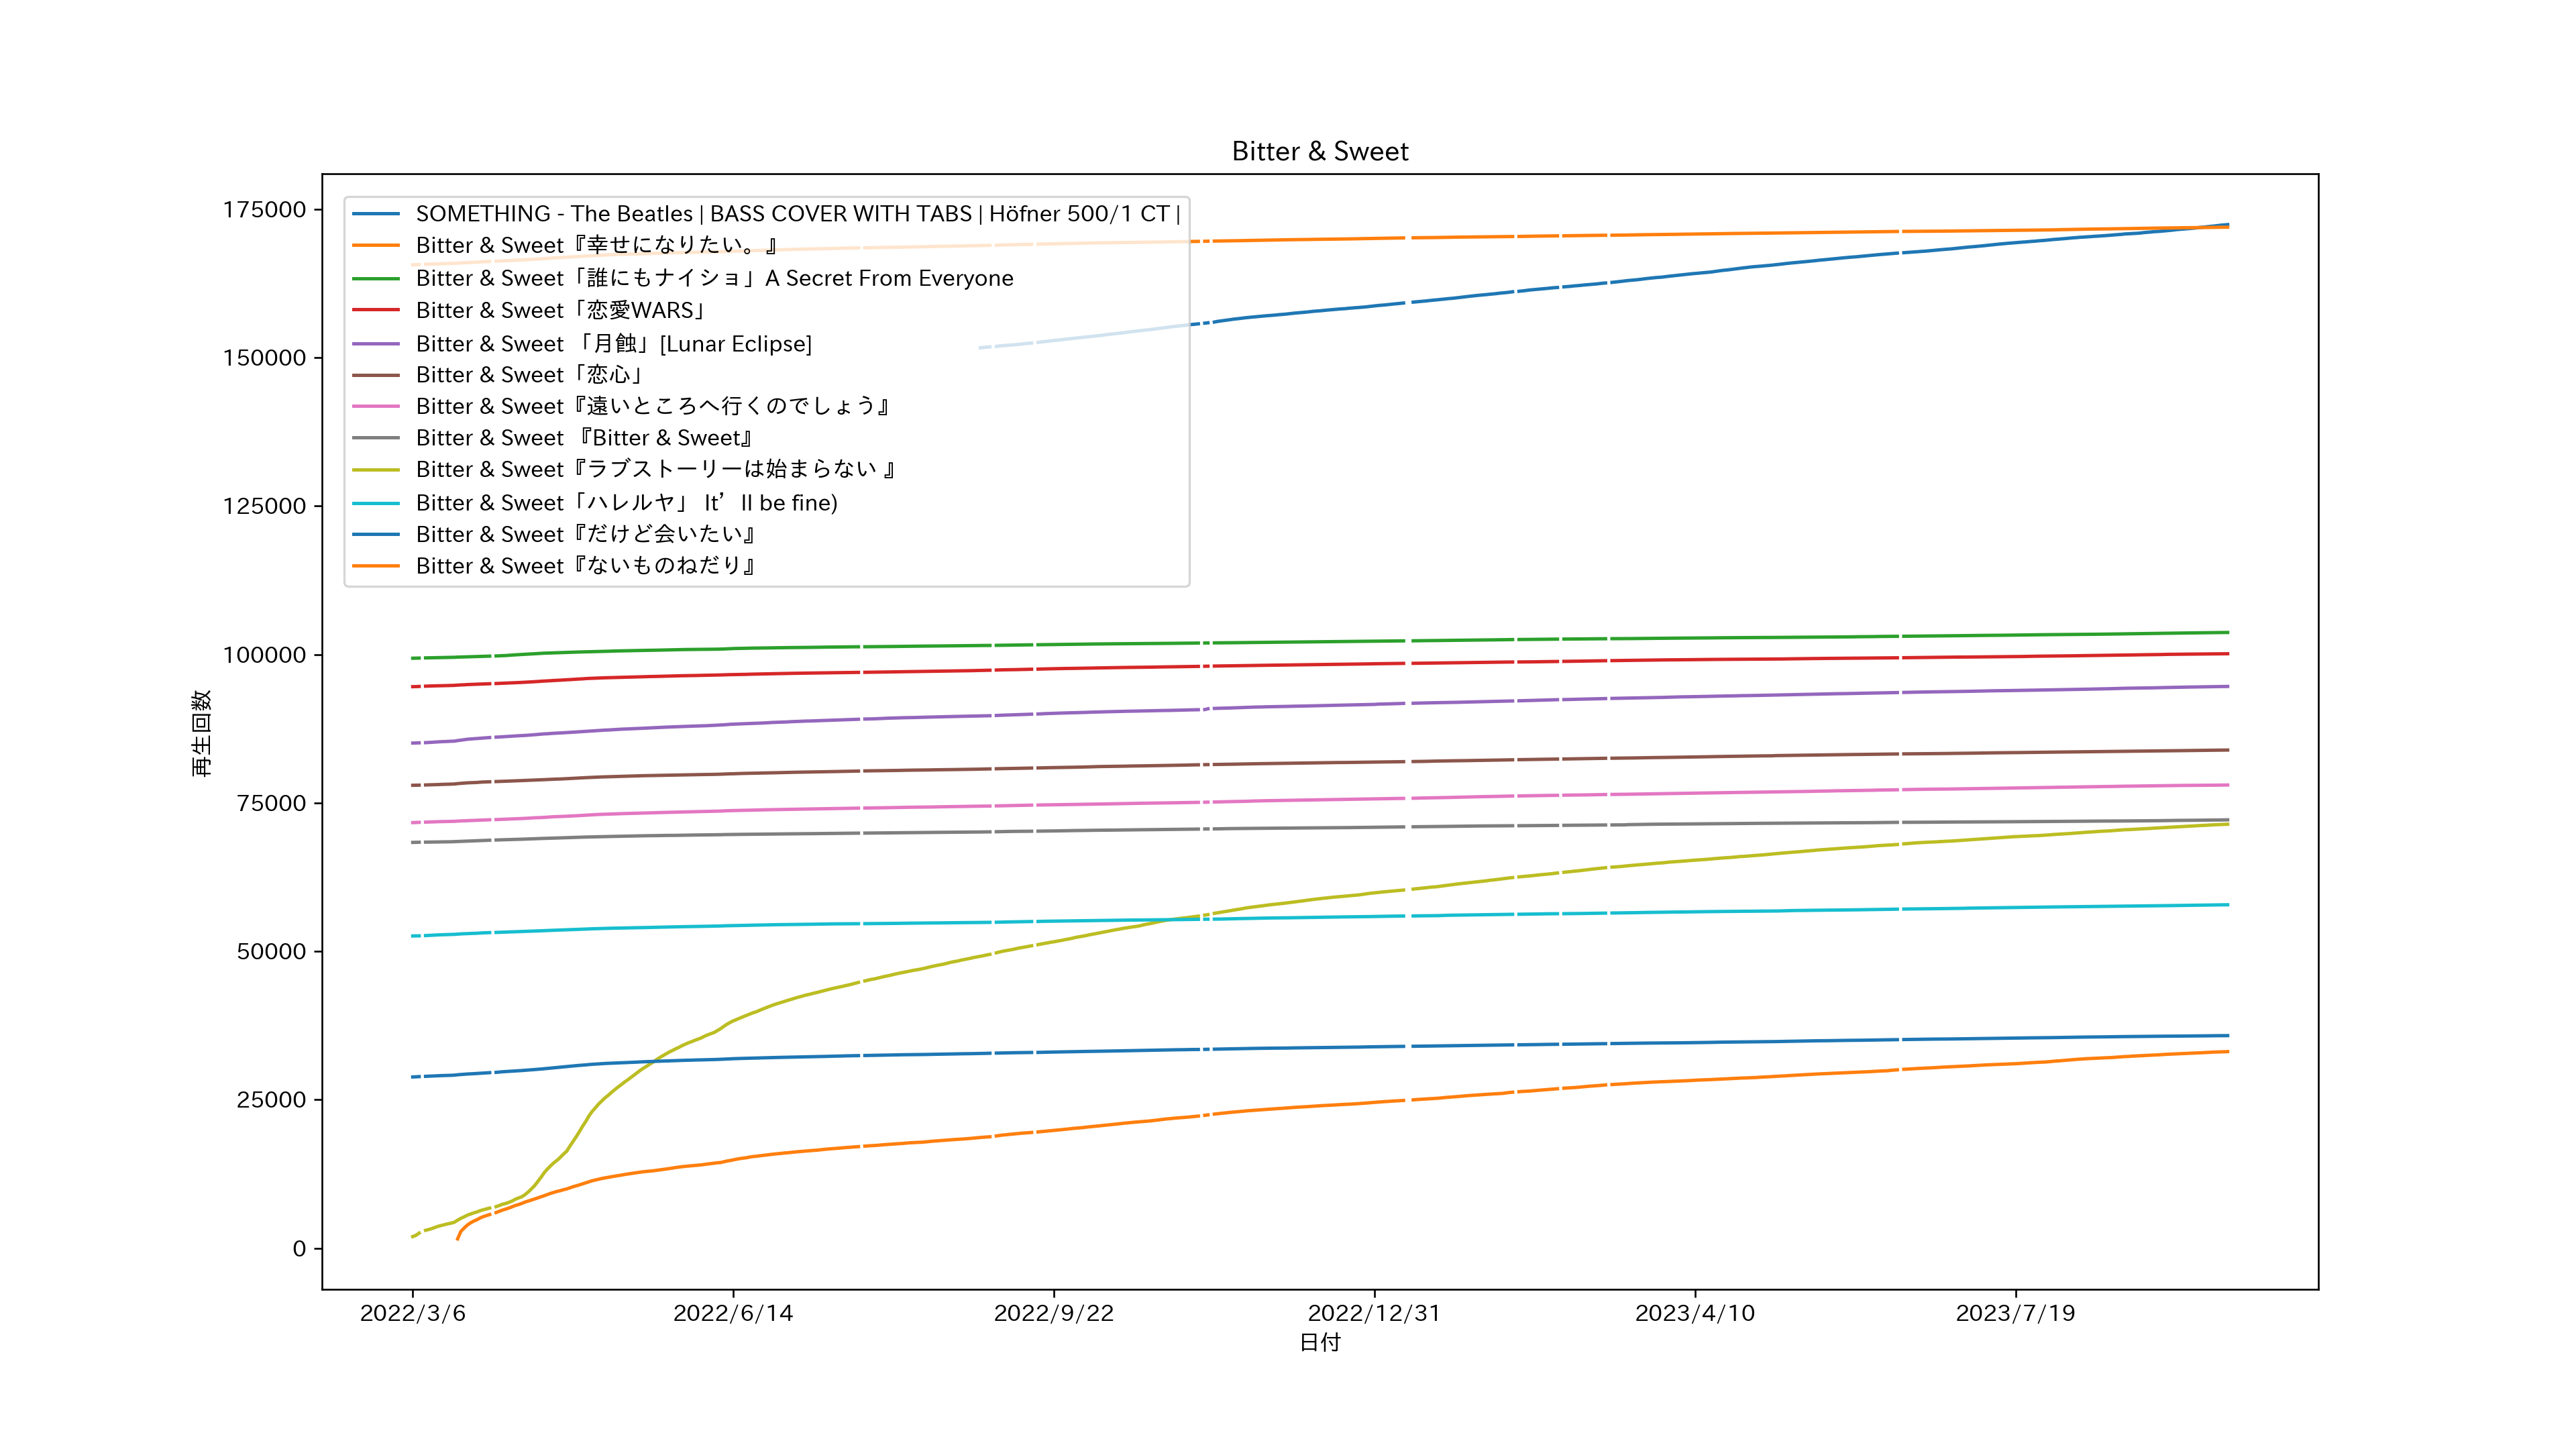 Bitter & Sweet
175000
150000
125000
100000
75000
50000
25000
0
再生回数
SOMETHING - The Beatles | BASS COVER WITH TABS | Höfner 500/1 CT |
Bitter & Sweet『幸せになりたい。』
Bitter & Sweet「誰にもナイショ」A Secret From Everyone
Bitter & Sweet「恋愛WARS」
Bitter & Sweet 「月蝕」[Lunar Eclipse]
Bitter & Sweet「恋心」
Bitter & Sweet『遠いところへ行くのでしょう』
Bitter & Sweet 『Bitter & Sweet』
Bitter & Sweet『ラブストーリーは始まらない 』
Bitter & Sweet「ハレルヤ」 It’ll be fine)
Bitter & Sweet『だけど会いたい』
Bitter & Sweet『ないものねだり』
2022/3/6 2022/6/14 2022/9/22 2022/12/31 2023/4/10 2023/7/19
日付